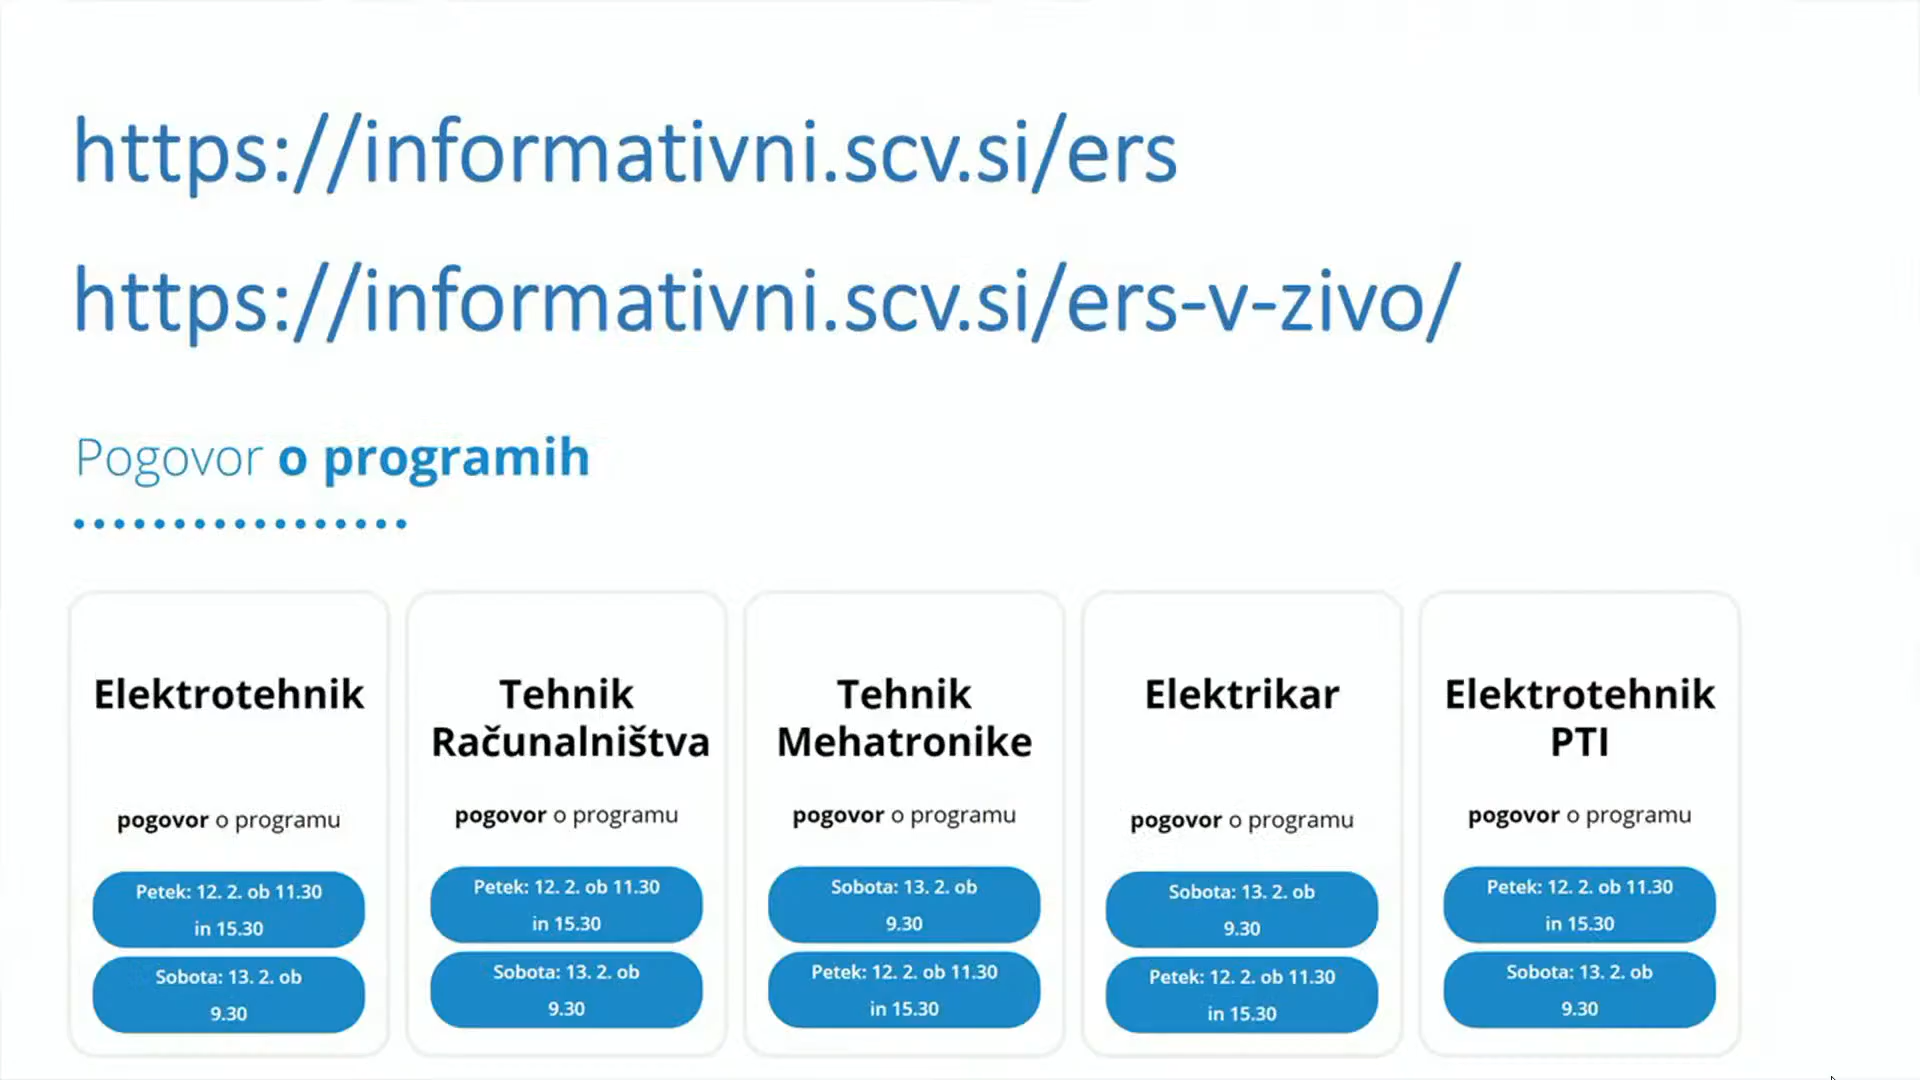 https://informativni.scv.si/ers
https://informativni.scv.si/ers-v-zivo/
Pogovor o programih
Elektrotehnik
pogovor o programu
Petek: 12. 2. ob 11.30
in 15.30
Sobota: 13. 2. ob
9.30
Tehnik
Računalništva
pogovor o programu
Petek: 12. 2. ob 11.30
in 15.30
Sobota: 13. 2. ob
9.30
Tehnik
Mehatronike
pogovor o programu
Sobota: 13. 2. ob
9.30
Petek: 12. 2. ob 11.30
in 15.30
Elektrikar
pogovor o programu
Sobota: 13. 2. ob
9.30
Petek: 12. 2. ob 11.30
in 15.30
Elektrotehnik
PTI
pogovor o programu
Petek: 12. 2. ob 11.30
in 15.30
Sobota: 13. 2. ob
9.30